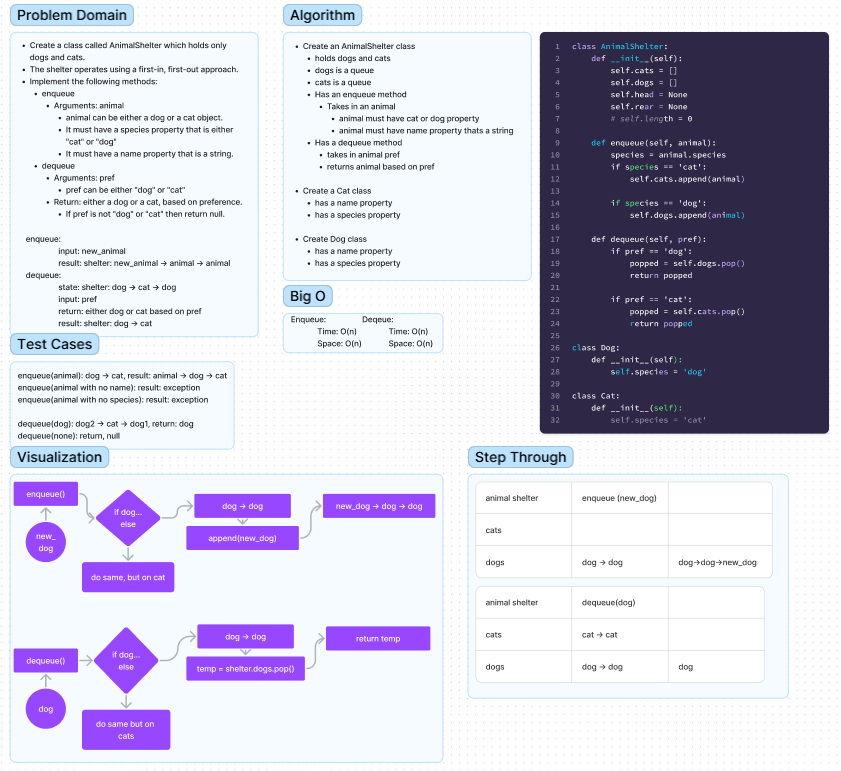 Problem Domain
Create a class called AnimalShelter which holds only
dogs and cats.
The shelter operates using a first-in, first-out approach.
Implement the following methods:
enqueue
Arguments: animal
animal can be either a dog or a cat object.
It must have a species property that is either
"cat" or "dog"
It must have a name property that is a string.
dequeue
Arguments: pref
pref can be either "dog" or "cat"
Return: either a dog or a cat, based on preference.
If pref is not "dog" or "cat" then return null.
enqueue:
input: new_animal
result: shelter: new_animal → animal → animal
dequeue:
state: shelter: dog → cat → dog
input: pref
return: either dog or cat based on pref
result: shelter: dog → cat
Algorithm
Create an AnimalShelter class
holds dogs and cats
dogs is a queue
cats is a queue
Has an enqueue method
Takes in an animal
animal must have cat or dog property
animal must have name property thats a string
Has a dequeue method
takes in animal pref
returns animal based on pref
Create a Cat class
has a name property
has a species property
Create Dog class
has a name property
has a species property
Big O
Enqueue: Deqeue:
Time: O(n) Time: O(n)
Space: O(n) Space: O(n)
1 class AnimalShelter:
2 def __init__(self):
3 self.cats = []
4 self.dogs = []
5 self.head = None
6 self.rear = None
7 # self.length = 0
8
9 def enqueue(self, animal):
10 species = animal.species
11 if species == 'cat':
12 self.cats.append(animal)
13
14 if species == 'dog':
15 self.dogs.append(animal)
16
17 def dequeue(self, pref):
18 if pref == 'dog':
19 popped = self.dogs.pop()
20 return popped
21
22 if pref == 'cat':
23 popped = self.cats.pop()
24 return popped
25
26 class Dog:
27 def __init__(self):
28 self.species = 'dog'
29
30 class Cat:
31 def __init__(self):
32 self.species = 'cat'
Test Cases
enqueue(animal): dog → cat, result: animal → dog → cat
enqueue(animal with no name): result: exception
enqueue(animal with no species): result: exception
dequeue(dog): dog2 → cat → dog1, return: dog
dequeue(none): return, null
Visualization
enqueue()
new_
dog
if dog...
else
do same, but on cat
dog → dog
append(new_dog)
new_dog → dog → dog
dequeue()
dog
if dog...
else
do same but on
cats
dog → dog
temp = shelter.dogs.pop()
return temp
Step Through
animal shelter enqueue (new_dog)
cats
dogs dog → dog dog→dog→new_dog
animal shelter dequeue(dog)
cats cat → cat
dogs dog → dog dog